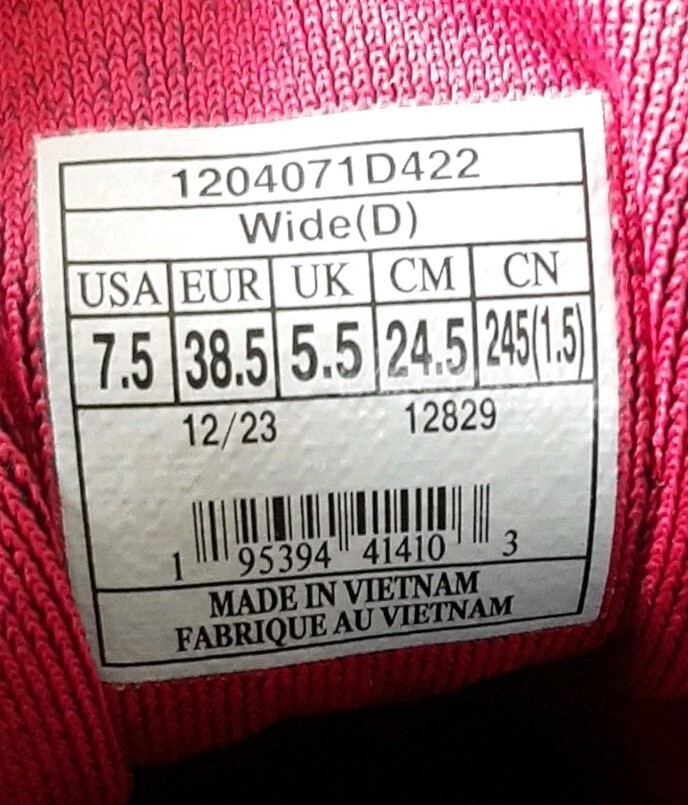 1204071D422
Wide(D)
USA EUR UK CM CN
7.5 38.5 5.5 24.5 245(1.5)
12/23 12829
1 95394 41410 3
MADE IN VIETNAM
FABRIQUE AU VIETNAM